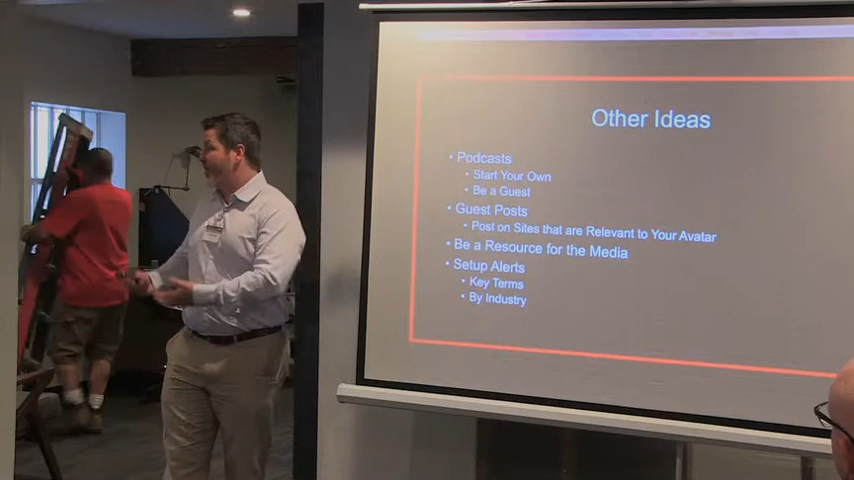 Other Ideas
• Podcasts
• Start Your Own
• Be a Guest
• Guest Posts
• Post on Sites that are Relevant to Your Avatar
• Be a Resource for the Media
• Setup Alerts
• Key Terms
• By Industry